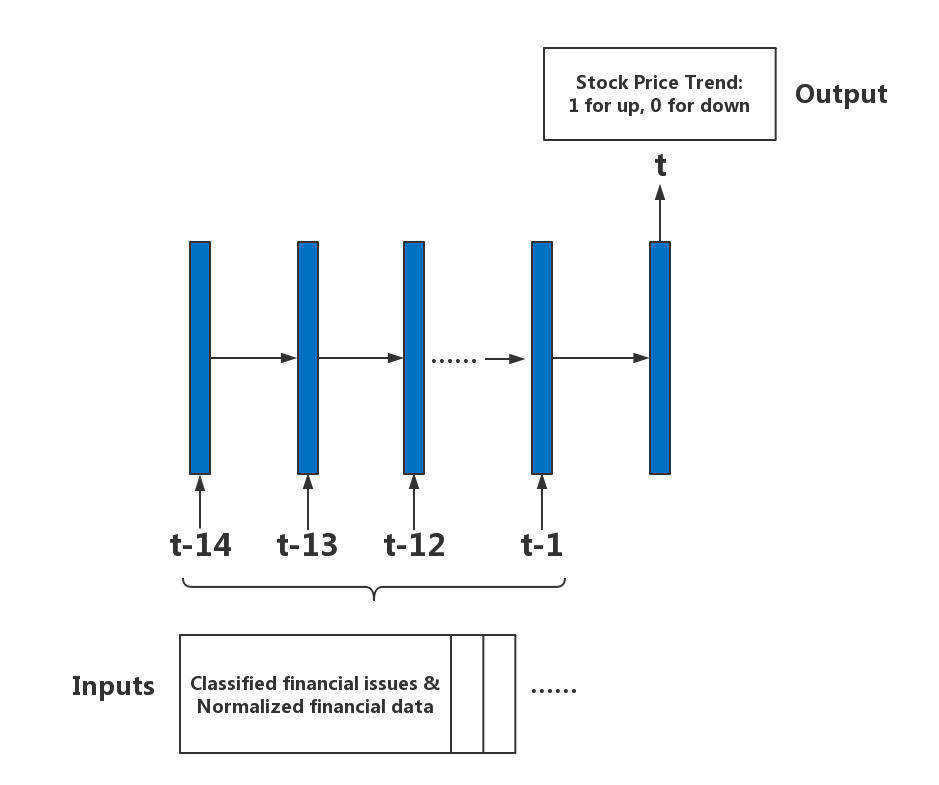 Stock Price Trend:
1 for up, 0 for down
Output
t
......
t-14 t-13 t-12 t-1
Inputs
Classified financial issues &
Normalized financial data
......